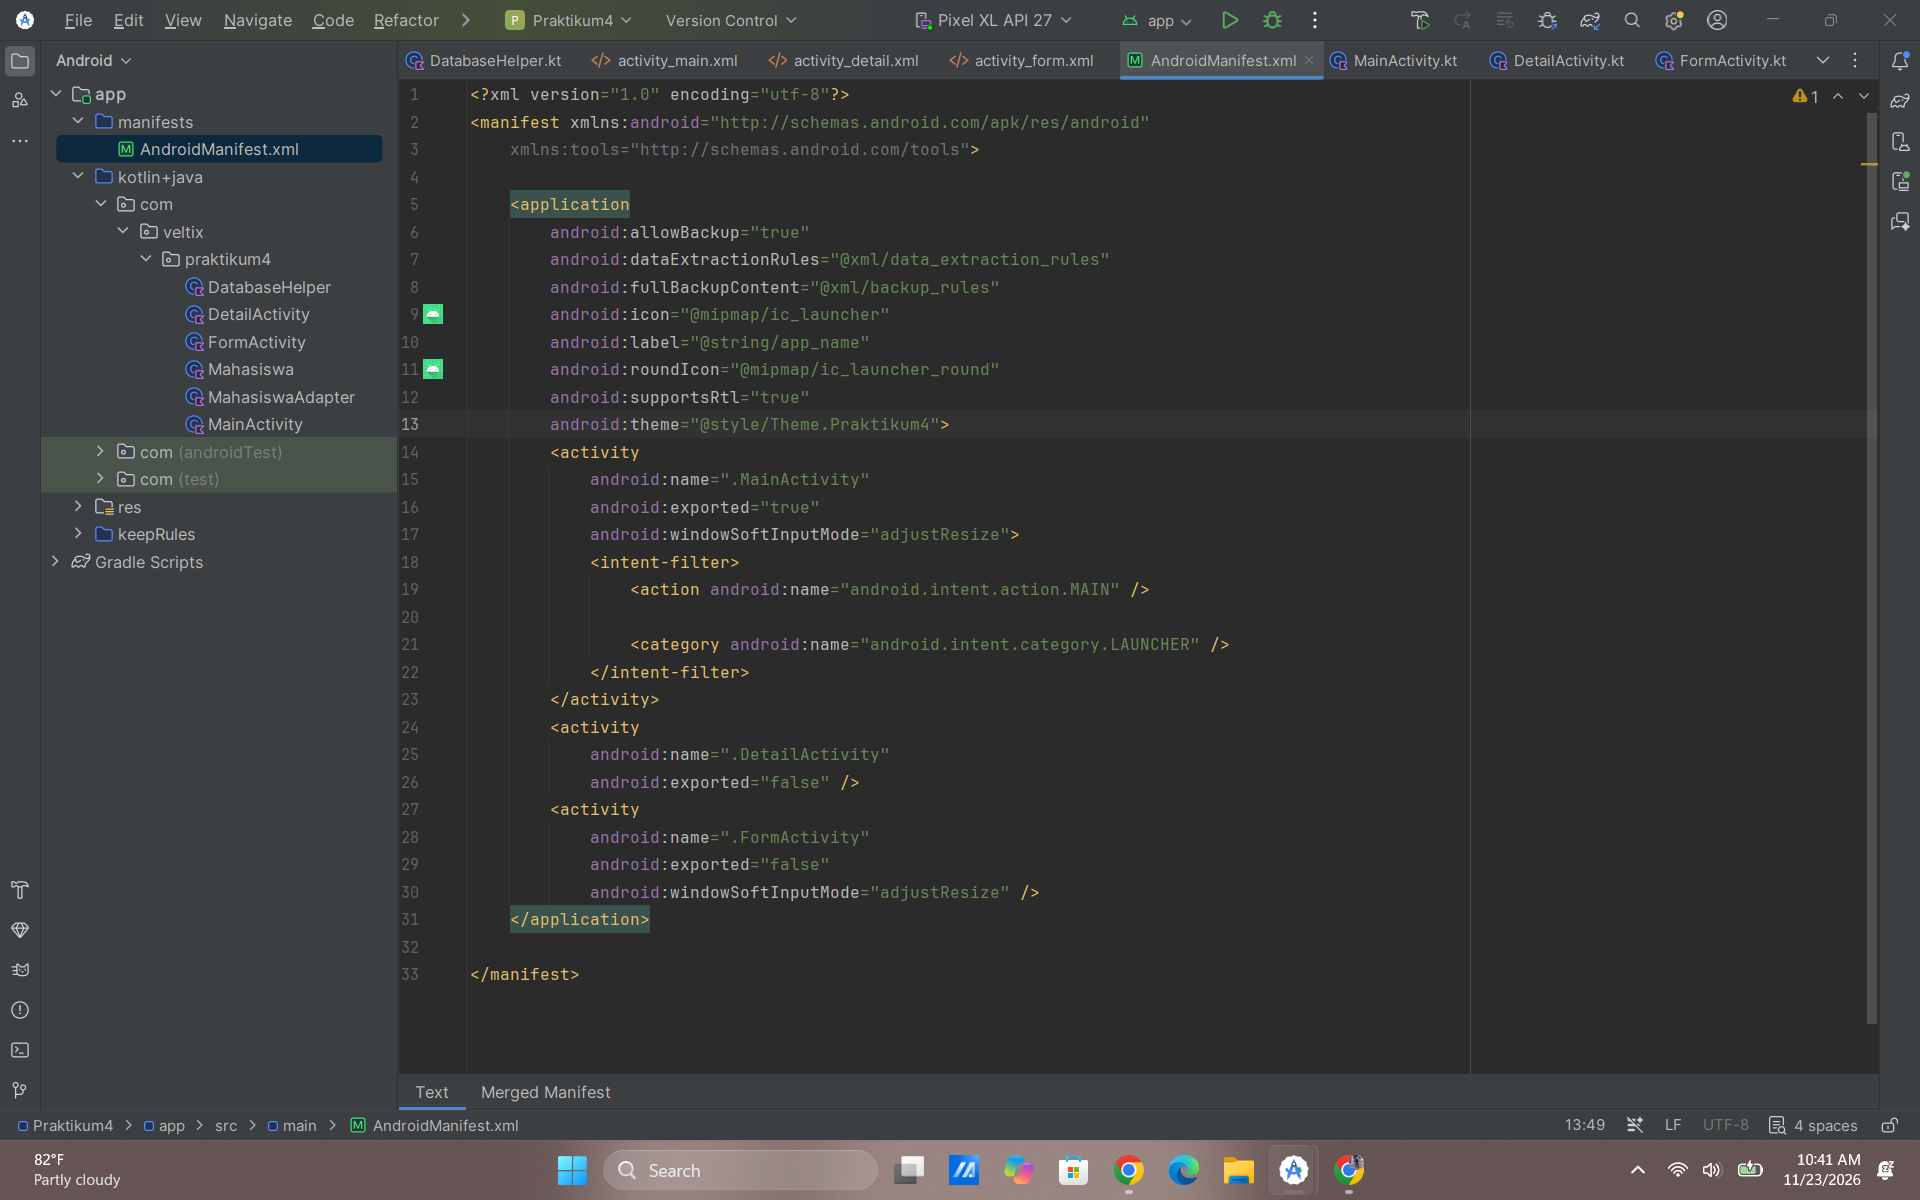 File Edit View Navigate Code Refactor P Praktikum4 Version Control Pixel XL API 27 app
Android
DatabaseHelper.kt activity_main.xml activity_detail.xml activity_form.xml AndroidManifest.xml MainActivity.kt DetailActivity.kt FormActivity.kt
app
manifests
AndroidManifest.xml
kotlin+java
com
veltix
praktikum4
DatabaseHelper
DetailActivity
FormActivity
Mahasiswa
MahasiswaAdapter
MainActivity
com (androidTest)
com (test)
res
keepRules
Gradle Scripts
1
1 <?xml version="1.0" encoding="utf-8"?>
2 <manifest xmlns:android="http://schemas.android.com/apk/res/android"
3 xmlns:tools="http://schemas.android.com/tools">
4
5 <application
6 android:allowBackup="true"
7 android:dataExtractionRules="@xml/data_extraction_rules"
8 android:fullBackupContent="@xml/backup_rules"
9 android:icon="@mipmap/ic_launcher"
10 android:label="@string/app_name"
11 android:roundIcon="@mipmap/ic_launcher_round"
12 android:supportsRtl="true"
13 android:theme="@style/Theme.Praktikum4">
14 <activity
15 android:name=".MainActivity"
16 android:exported="true"
17 android:windowSoftInputMode="adjustResize">
18 <intent-filter>
19 <action android:name="android.intent.action.MAIN" />
20
21 <category android:name="android.intent.category.LAUNCHER" />
22 </intent-filter>
23 </activity>
24 <activity
25 android:name=".DetailActivity"
26 android:exported="false" />
27 <activity
28 android:name=".FormActivity"
29 android:exported="false"
30 android:windowSoftInputMode="adjustResize" />
31 </application>
32
33 </manifest>
Text Merged Manifest
Praktikum4 > app > src > main > AndroidManifest.xml
13:49 LF UTF-8 4 spaces
82°F
Partly cloudy
Search
10:41 AM
11/23/2026